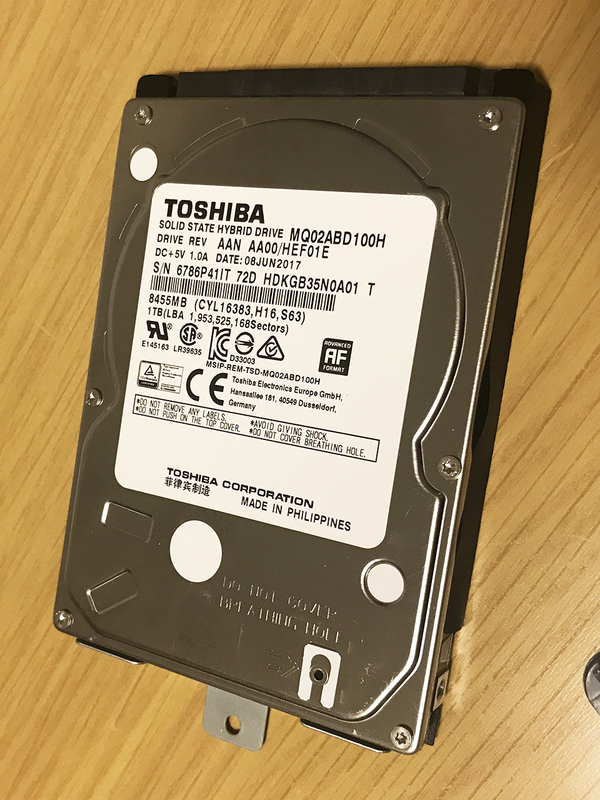 TOSHIBA
SOLID STATE HYBRID DRIVE MQ02ABD100H
DRIVE REV AAN AA00/HEF01E
DC+5V 1.0A DATE: 08JUN2017
S/N 6786P41IT 72D HDKGB35N0A01 T
8455MB (CYL16383,H16,S63)
1TB(LBA 1,953,525,168Sectors)
E145163 LR39635 D33003
ADVANCED
AF
FORMAT
MSIP-REM-TSD-MQ02ABD100H
CE
Toshiba Electronics Europe GmbH,
Hansaallee 181, 40549 Dusseldorf,
Germany
*DO NOT REMOVE ANY LABELS. *AVOID GIVING SHOCK.
*DO NOT PUSH ON THE TOP COVER. *DO NOT COVER BREATHING HOLE.
TOSHIBA CORPORATION
菲律宾制造 MADE IN PHILIPPINES
DO NOT COVER
BREATHING HOLE